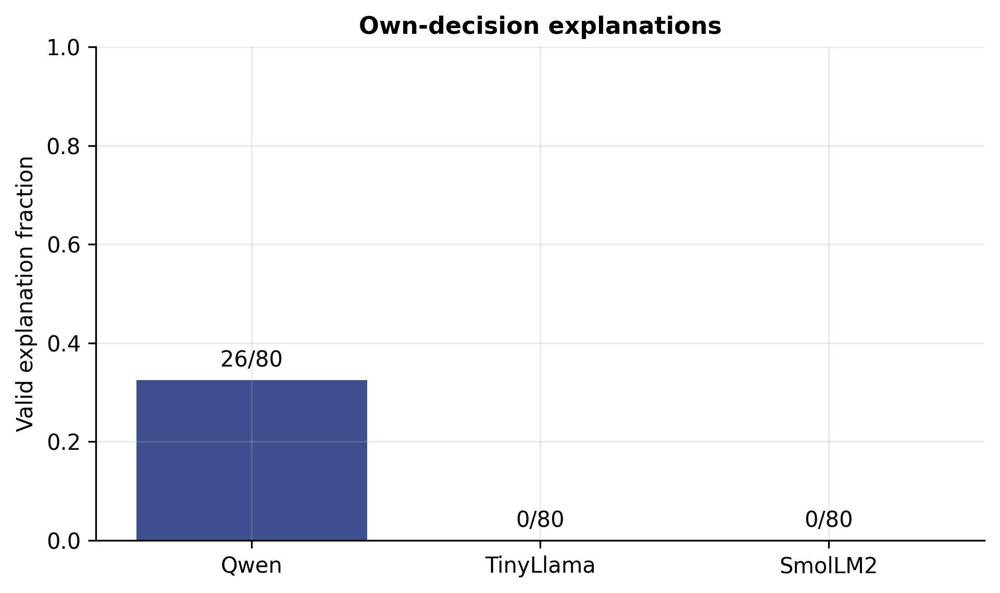 Own-decision explanations
Valid explanation fraction
1.0
0.8
0.6
0.4
0.2
0.0
26/80
0/80
0/80
Qwen
TinyLlama
SmolLM2